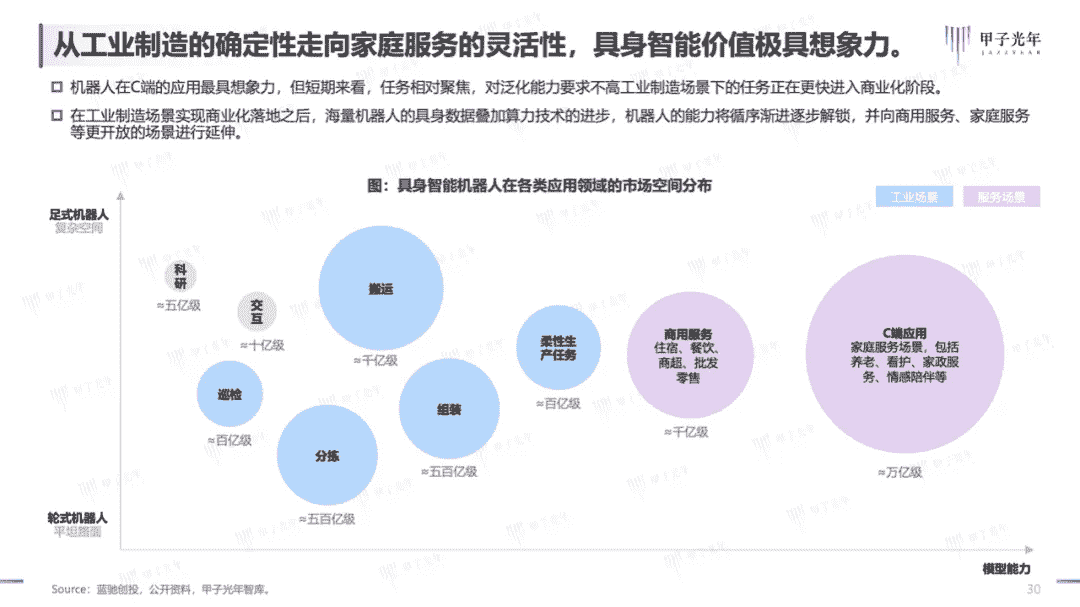 从工业制造的确定性走向家庭服务的灵活性，具身智能价值极具想象力。
甲子光年
JAZZYEAR
机器人在C端的应用最具想象力，但短期来看，任务相对聚焦，对泛化能力要求不高工业制造场景下的任务正在更快进入商业化阶段。
在工业制造场景实现商业化落地之后，海量机器人的具身数据叠加算力技术的进步，机器人的能力将循序渐进逐步解锁，并向商用服务、家庭服务
等更开放的场景进行延伸。
图：具身智能机器人在各类应用领域的市场空间分布
工业场景
服务场景
足式机器人
复杂空间
科
研
≈五亿级
交
互
≈十亿级
搬运
≈千亿级
巡检
≈百亿级
分拣
≈五百亿级
组装
≈五百亿级
柔性生
产任务
≈百亿级
商用服务
住宿、餐饮、
商超、批发
零售
≈千亿级
C端应用
家庭服务场景，包括
养老、看护、家政服
务、情感陪伴等
≈万亿级
轮式机器人
平坦路面
模型能力
Source：蓝驰创投，公开资料，甲子光年智库。
30